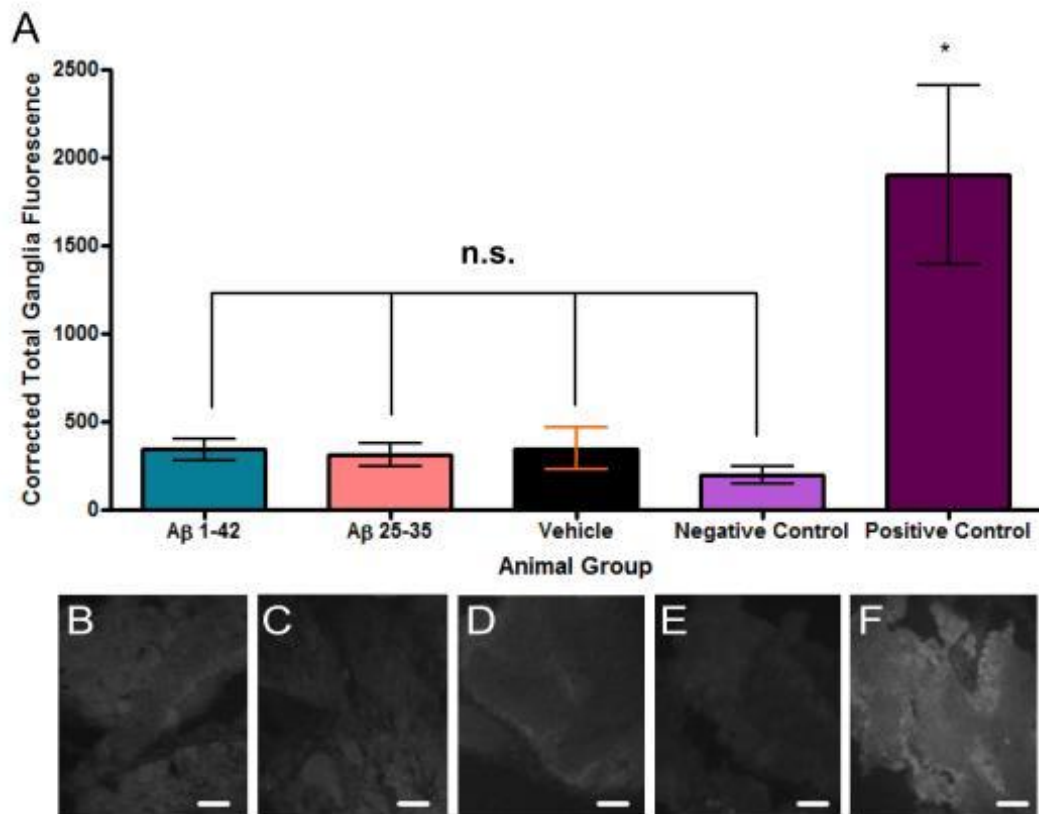 A
*
2500
2000
1500
1000
500
0
Corrected Total Ganglia Fluorescence
n.s.
Aβ 1-42 Aβ 25-35 Vehicle Negative Control Positive Control
Animal Group
B C D E F